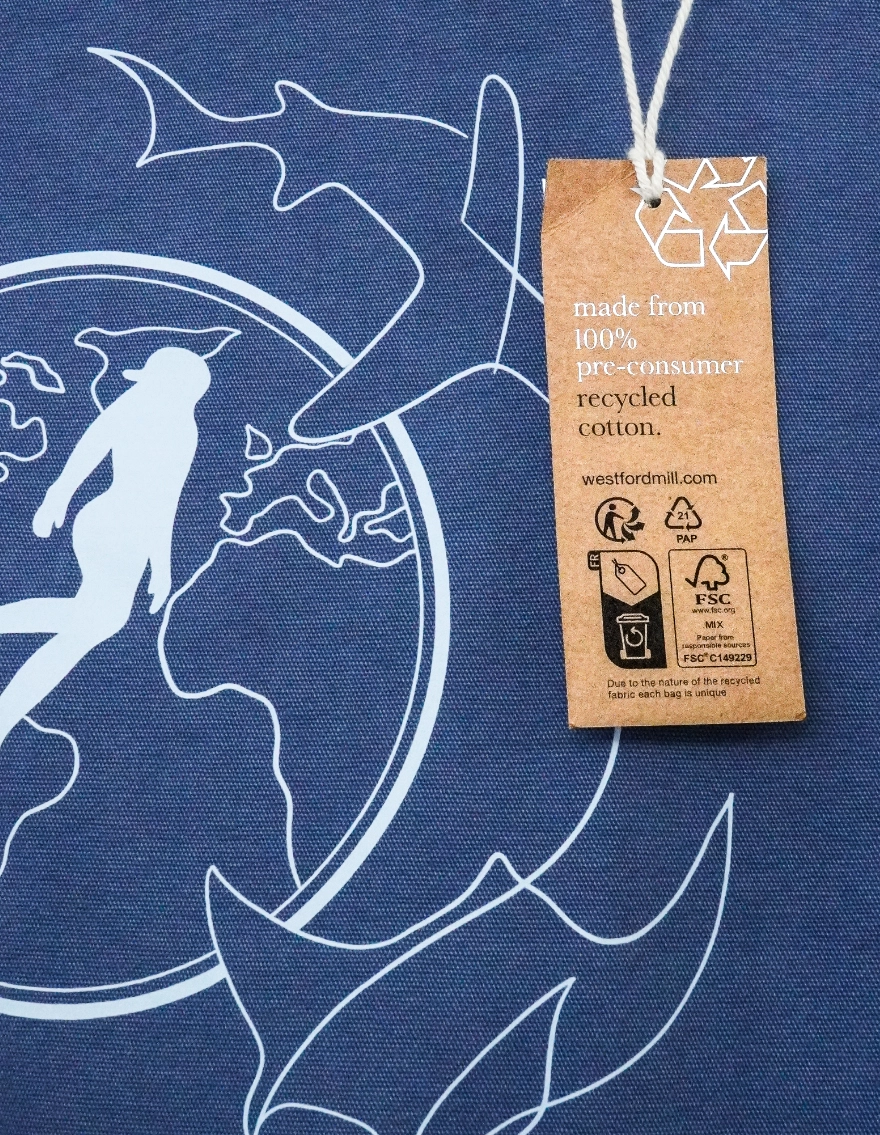 made from
100%
pre-consumer
recycled
cotton.
westfordmill.com
21
PAP
FR
FSC®
www.fsc.org
MIX
Paper from
responsible sources
FSC® C149229
Due to the nature of the recycled
fabric each bag is unique